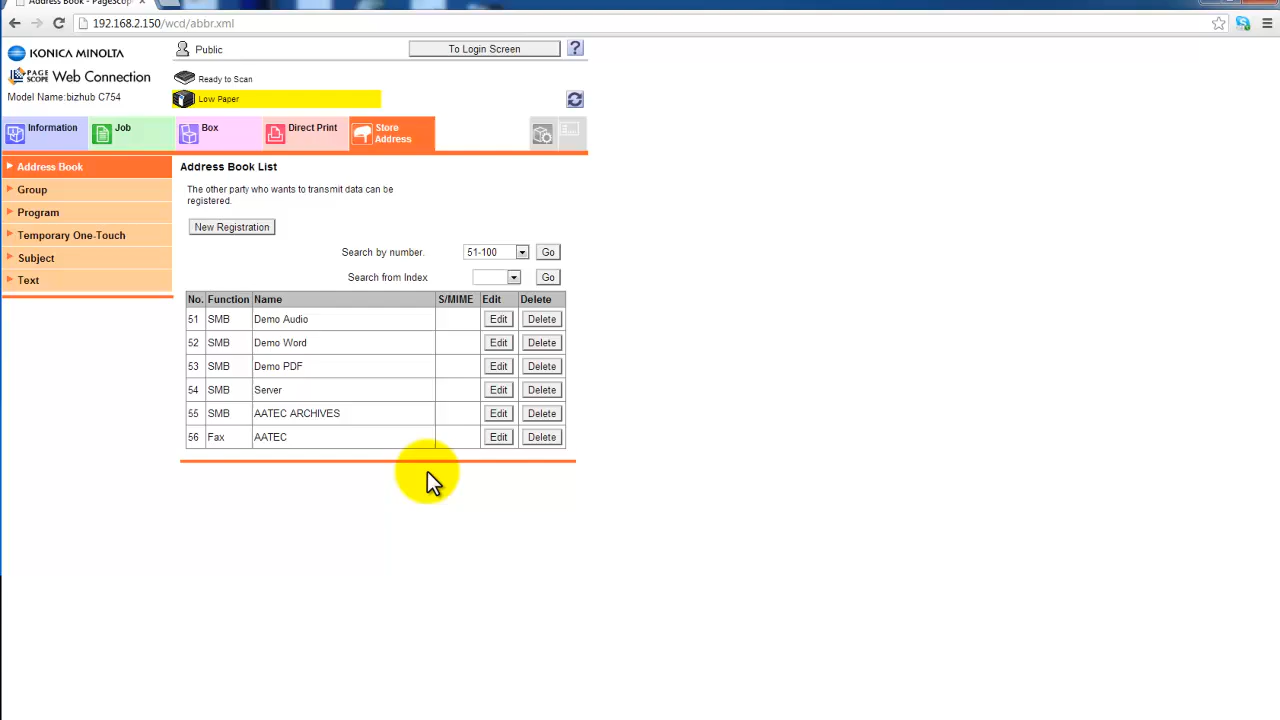 Address Book - PageScop
192.168.2.150/wcd/abbr.xml
KONICA MINOLTA
Public
To Login Screen
?
PAGE SCOPE Web Connection
Ready to Scan
Model Name:bizhub C754
Low Paper
Information
Job
Box
Direct Print
Store Address
Address Book
Group
Program
Temporary One-Touch
Subject
Text
Address Book List
The other party who wants to transmit data can be
registered.
New Registration
Search by number. 51-100 Go
Search from Index Go
No. Function Name S/MIME Edit Delete
51 SMB Demo Audio Edit Delete
52 SMB Demo Word Edit Delete
53 SMB Demo PDF Edit Delete
54 SMB Server Edit Delete
55 SMB AATEC ARCHIVES Edit Delete
56 Fax AATEC Edit Delete